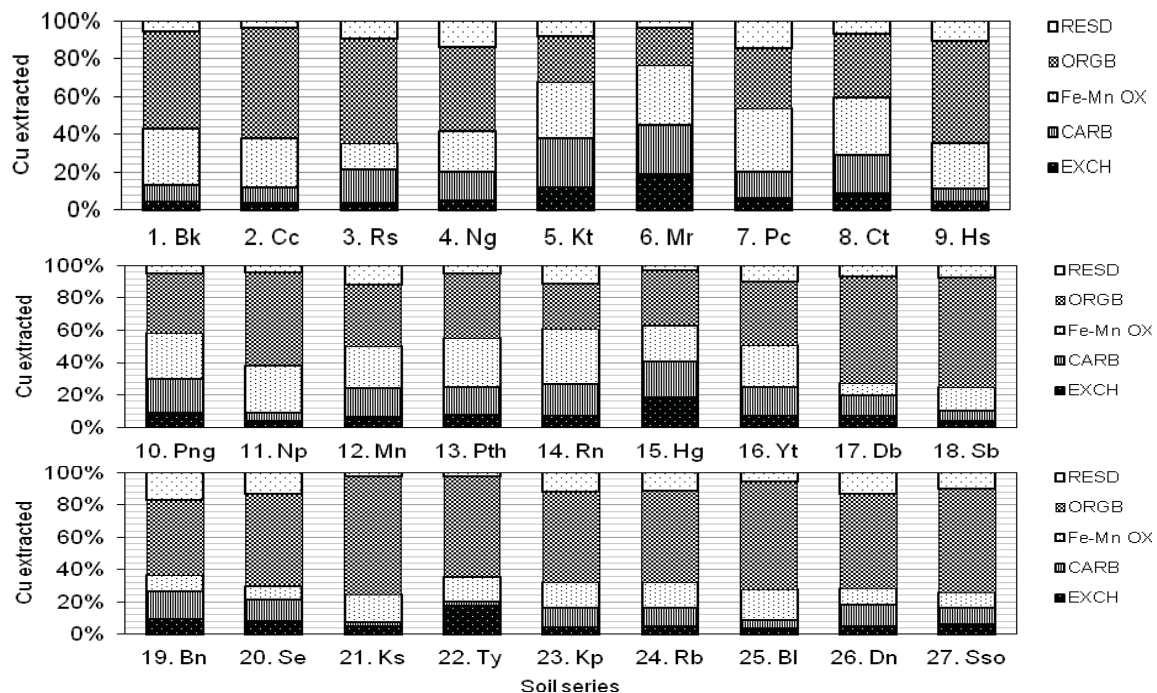 100%
80%
60%
40%
20%
0%
Cu extracted
RESD
ORGB
Fe-Mn OX
CARB
EXCH
1. Bk 2. Cc 3. Rs 4. Ng 5. Kt 6. Mr 7. Pc 8. Ct 9. Hs
100%
80%
60%
40%
20%
0%
Cu extracted
RESD
ORGB
Fe-Mn OX
CARB
EXCH
10. Png 11. Np 12. Mn 13. Pth 14. Rn 15. Hg 16. Yt 17. Db 18. Sb
100%
80%
60%
40%
20%
0%
Cu extracted
RESD
ORGB
Fe-Mn OX
CARB
EXCH
19. Bn 20. Se 21. Ks 22. Ty 23. Kp 24. Rb 25. Bl 26. Dn 27. Sso
Soil series